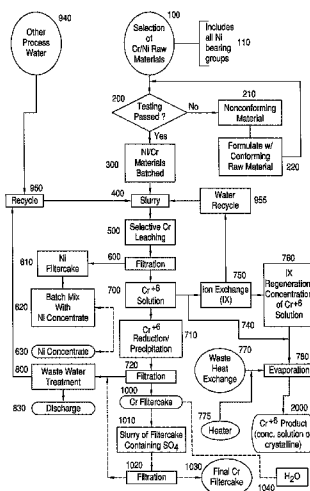 940
Other
Process
Water
100
Selection
of
Cr/Ni Raw
Materials
Includes
all Ni
bearing
groups
110
200
Testing
Passed ?
No
210
Nonconforming
Material
Yes
Formulate w/
Conforming
Raw Material
220
300
Ni/Cr
Materials
Batched
950
Recycle
400
Slurry
Water
Recycle
955
500
Selective Cr
Leaching
600
Filtration
610
Ni
Filtercake
620
Batch Mix
With
Ni Concentrate
630
Ni Concentrate
700
Cr+6
Solution
750
Ion Exchange
(IX)
760
IX
Regeneration
Concentration
of Cr+6
Solution
740
710
Cr+6
Reduction/
Precipitation
770
Waste
Heat
Exchange
780
Evaporation
775
Heater
720
Filtration
800
Waste Water
Treatment
830
Discharge
1000
Cr Filtercake
1010
Slurry of Filtercake
Containing SO4
1020
Filtration
1030
Final Cr
Filtercake
2000
Cr+6 Product
(conc. solution or
crystalline)
1040
H2O